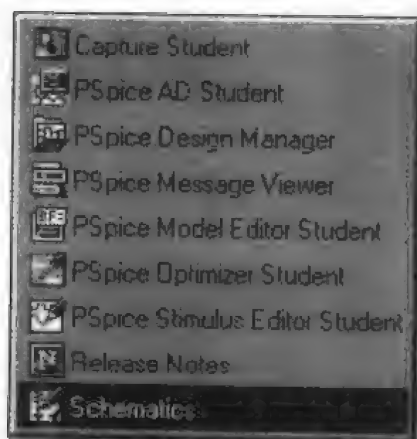 Capture Student
PSpice AD Student
PSpice Design Manager
PSpice Message Viewer
PSpice Model Editor Student
PSpice Optimizer Student
PSpice Stimulus Editor Student
Release Notes
Schematics